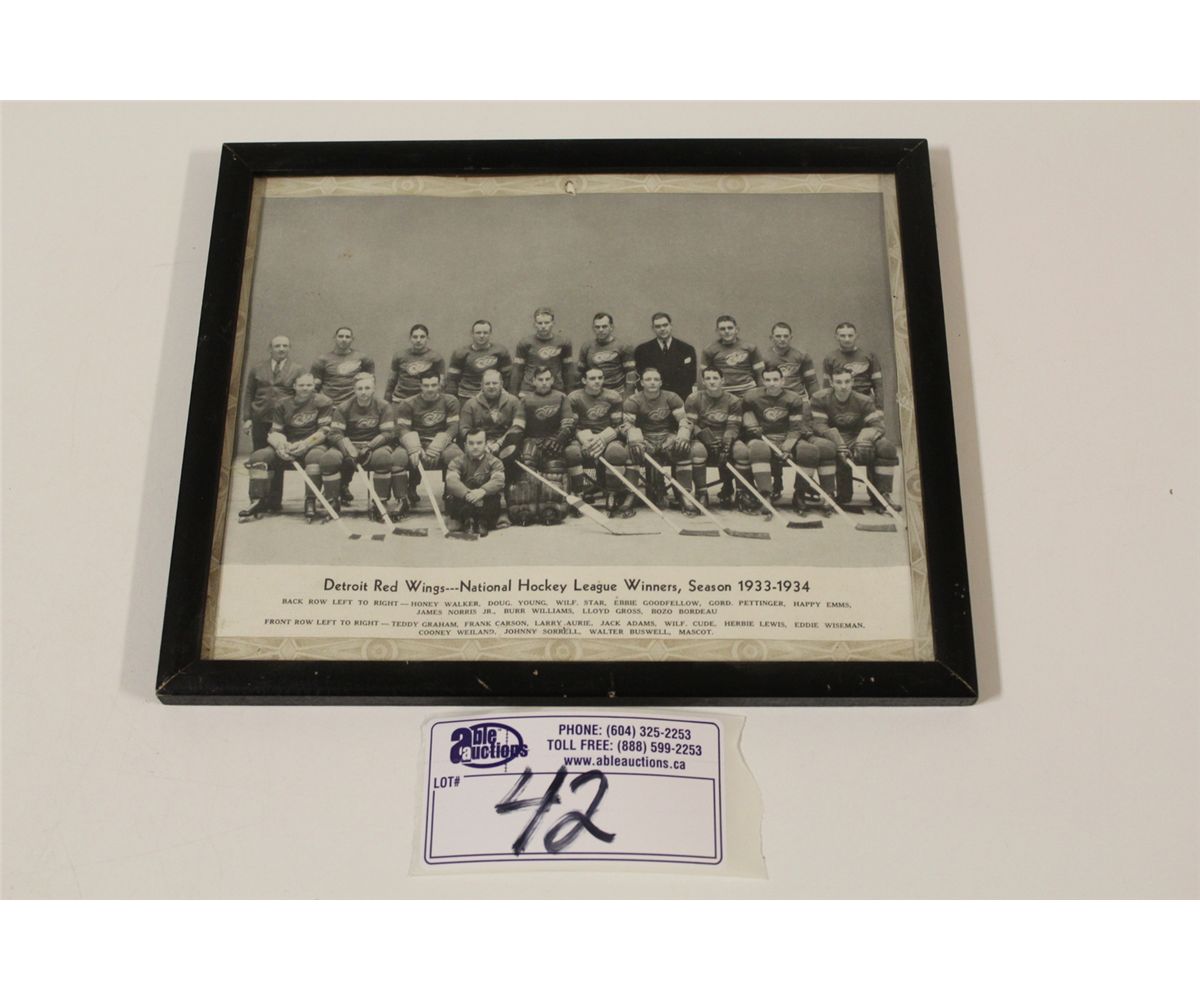 Detroit Red Wings---National Hockey League Winners, Season 1933-1934
BACK ROW LEFT TO RIGHT — HONEY WALKER, DOUG. YOUNG, WILF. STAR, EBBIE GOODFELLOW, GORD. PETTINGER, HAPPY EMMS,
JAMES NORRIS JR., BURR WILLIAMS, LLOYD GROSS, BOZO BORDEAU
FRONT ROW LEFT TO RIGHT — TEDDY GRAHAM, FRANK CARSON, LARRY AURIE, JACK ADAMS, WILF. CUDE, HERBIE LEWIS, EDDIE WISEMAN,
COONEY WEILAND, JOHNNY SORRELL, WALTER BUSWELL, MASCOT.
able auctions
PHONE: (604) 325-2253
TOLL FREE: (888) 599-2253
www.ableauctions.ca
LOT#
42